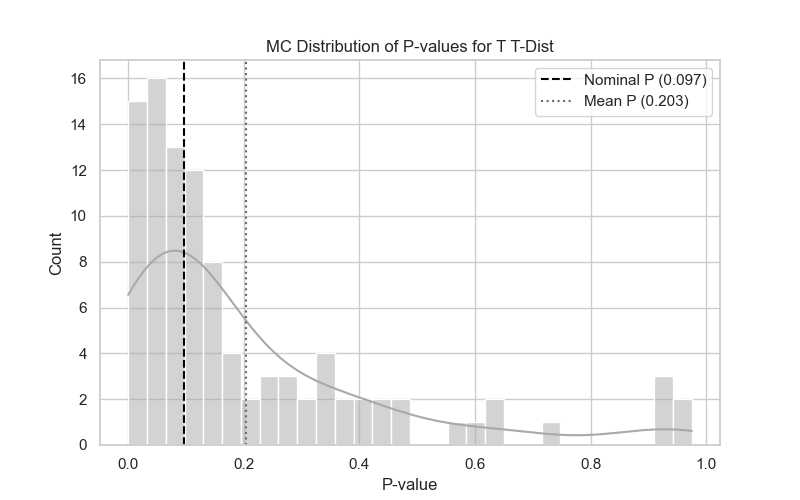 MC Distribution of P-values for T T-Dist
Nominal P (0.097)
Mean P (0.203)
16
14
12
10
8
6
4
2
0
Count
0.0 0.2 0.4 0.6 0.8 1.0
P-value